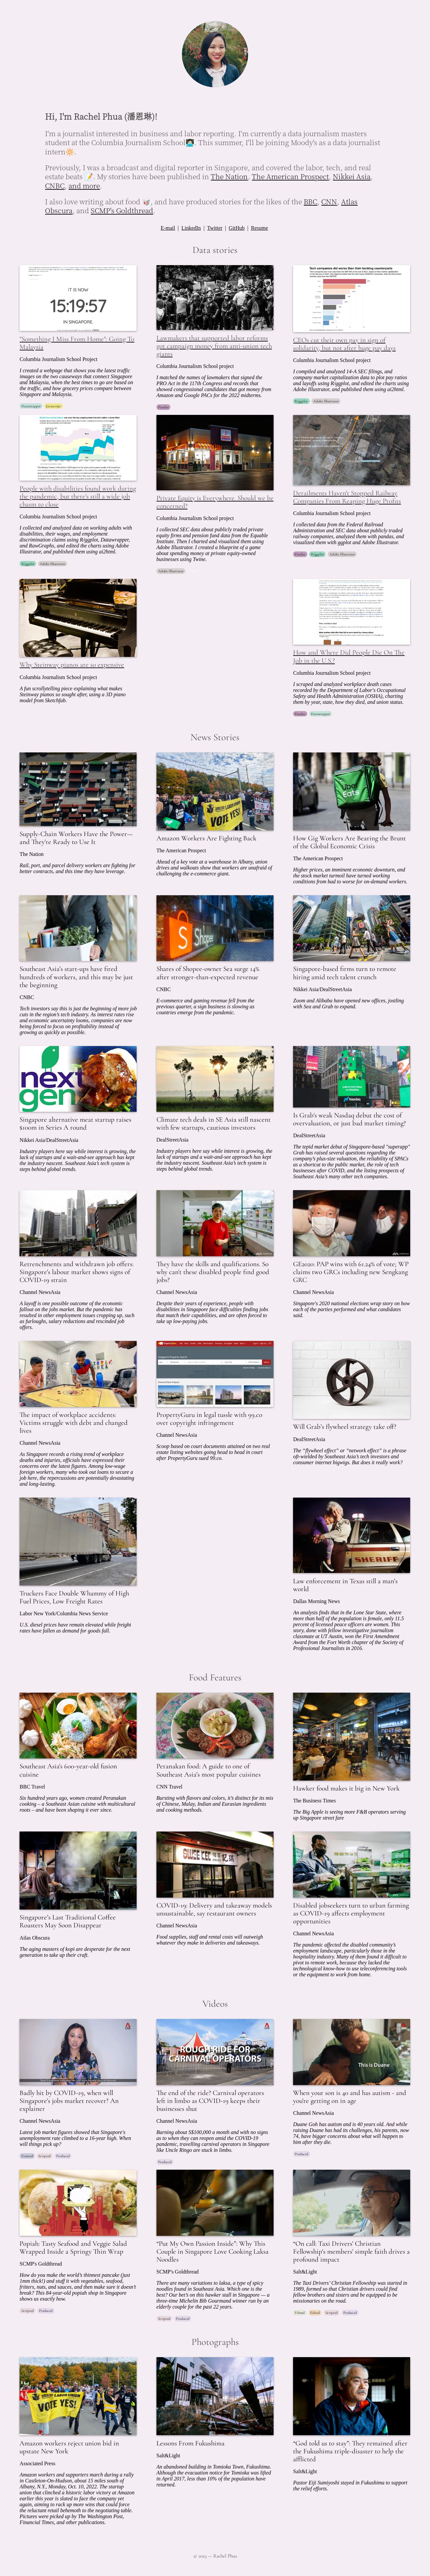 Hi, I'm Rachel Phua (潘恩琳)!
I'm a journalist interested in business and labor reporting. I'm currently a data journalism masters
student at the Columbia Journalism School👩🏻‍💻. This summer, I'll be joining Moody's as a data journalist
intern🔆.
Previously, I was a broadcast and digital reporter in Singapore, and covered the labor, tech, and real
estate beats 📝. My stories have been published in The Nation, The American Prospect, Nikkei Asia,
CNBC, and more.
I also love writing about food 🥡, and have produced stories for the likes of the BBC, CNN, Atlas
Obscura, and SCMP's Goldthread.
E-mail | LinkedIn | Twitter | GitHub | Resume
Data stories
IT IS NOW
15:19:57
IN SINGAPORE.
"Something I Miss From Home": Going To
Malaysia
Columbia Journalism School Project
I created a webpage that shows you the latest traffic
images on the two causeways that connect Singapore
and Malaysia, when the best times to go are based on
the traffic, and how grocery prices compare between
Singapore and Malaysia.
Datawrapper Javascript
Lawmakers that supported labor reforms
got campaign money from anti-union tech
giants
Columbia Journalism School project
I matched the names of lawmakers that signed the
PRO Act in the 117th Congress and records that
showed congressional candidates that got money from
Amazon and Google PACs for the 2022 midterms.
Pandas
CEOs cut their own pay in sign of
solidarity, but not after huge pay days
Columbia Journalism School project
I compiled and analyzed 14-A SEC filings, and
company market capitalization data to plot pay ratios
and layoffs using R/ggplot, and edited the charts using
Adobe Illustrator, and published them using ai2html.
R/ggplot Adobe Illustrator
People with disabilities found work during
the pandemic, but there's still a wide job
chasm to close
Columbia Journalism School project
I collected and analyzed data on working adults with
disabilities, their wages, and employment
discrimination claims using R/ggplot, Datawrapper,
and RawGraphs. I edited the charts using Adobe
Illustrator, and published them using ai2html.
R/ggplot Adobe Illustrator
Private Equity is Everywhere. Should we be
concerned?
Columbia Journalism School project
I collected SEC data about publicly traded private
equity firms and pension fund data from the Equable
Institute. Then I charted and visualized them using
Adobe Illustrator. I created a blueprint of a game
about spending money at private equity-owned
businesses using Twine.
Adobe Illustrator
Derailments Haven't Stopped Railway
Companies From Reaping Huge Profits
Columbia Journalism School project
I collected data from the Federal Railroad
Administration and SEC data about publicly traded
railway companies, analyzed them with pandas, and
visualized them with ggplot and Adobe Illustrator.
Pandas R/ggplot Adobe Illustrator
Why Steinway pianos are so expensive
Columbia Journalism School project
A fun scrollytelling piece explaining what makes
Steinway pianos so sought after, using a 3D piano
model from Sketchfab.
How and Where Did People Die On The
Job in the U.S.?
Columbia Journalism School project
I scraped and analyzed workplace death cases
recorded by the Department of Labor's Occupational
Safety and Health Administration (OSHA), charting
them by year, state, how they died, and union status.
Pandas Datawrapper
News Stories
Supply-Chain Workers Have the Power—
and They're Ready to Use It
The Nation
Rail, port, and parcel delivery workers are fighting for
better contracts, and this time they have leverage.
Amazon Workers Are Fighting Back
The American Prospect
Ahead of a key vote at a warehouse in Albany, union
drives and walkouts show that workers are unafraid of
challenging the e-commerce grant.
How Gig Workers Are Bearing the Brunt
of the Global Economic Crisis
The American Prospect
Higher prices, an imminent economic downturn, and
the stock market turmoil have turned working
conditions from bad to worse for on-demand workers.
Southeast Asia's start-ups have fired
hundreds of workers, and this may be just
the beginning
CNBC
Tech investors say this is just the beginning of more job
cuts in the region's tech industry. As interest rates rise
and economic uncertainty looms, companies are now
being forced to focus on profitability instead of
growing as quickly as possible.
Shares of Shopee-owner Sea surge 14%
after stronger-than-expected revenue
CNBC
E-commerce and gaming revenue fell from the
previous quarter, a sign business is slowing as
countries emerge from the pandemic.
Singapore-based firms turn to remote
hiring amid tech talent crunch
Nikkei Asia/DealStreetAsia
Zoom and Alibaba have opened new offices, jostling
with Sea and Grab to expand.
next
gen
Singapore alternative meat startup raises
$100m in Series A round
Nikkei Asia/DealStreetAsia
Industry players here say while interest is growing, the
lack of startups and a wait-and-see approach has kept
the industry nascent. Southeast Asia's tech system is
steps behind global trends.
Climate tech deals in SE Asia still nascent
with few startups, cautious investors
DealStreetAsia
Industry players here say while interest is growing, the
lack of startups and a wait-and-see approach has kept
the industry nascent. Southeast Asia's tech system is
steps behind global trends.
Is Grab's weak Nasdaq debut the cost of
overvaluation, or just bad market timing?
DealStreetAsia
The tepid market debut of Singapore-based "superapp"
Grab has raised several questions regarding the
company's plus-size valuation, the reliability of SPACs
as a shortcut to the public market, the role of tech
businesses after COVID, and the listing prospects of
Southeast Asia's many other tech companies.
Retrenchments and withdrawn job offers:
Singapore's labour market shows signs of
COVID-19 strain
Channel NewsAsia
A layoff is one possible outcome of the economic
fallout on the job market. But the pandemic has
resulted in other employment issues cropping up, such
as furloughs, salary reductions and rescinded job
offers.
They have the skills and qualifications. So
why can't these disabled people find good
jobs?
Channel NewsAsia
Despite their years of experience, people with
disabilities in Singapore face difficulties finding jobs
that match their capabilities, and are often forced to
take up low-paying jobs.
GE2020: PAP wins with 61.24% of vote; WP
claims two GRCs including new Sengkang
GRC
Channel NewsAsia
Singapore's 2020 national elections wrap story on how
each of the parties performed and what candidates
said.
The impact of workplace accidents:
Victims struggle with debt and changed
lives
Channel NewsAsia
As Singapore records a rising trend of workplace
deaths and injuries, officials have expressed their
concerns over the latest figures. Among low-wage
foreign workers, many who took out loans to secure a
job here, the repercussions are potentially devastating
and long-lasting.
PropertyGuru in legal tussle with 99.co
over copyright infringement
Channel NewsAsia
Scoop based on court documents attained on two real
estate listing websites going head to head in court
after PropertyGuru sued 99.co.
Will Grab's flywheel strategy take off?
DealStreetAsia
The “flywheel effect” or “network effect” is a phrase
oft-wielded by Southeast Asia's tech investors and
consumer internet bigwigs. But does it really work?
Truckers Face Double Whammy of High
Fuel Prices, Low Freight Rates
Labor New York/Columbia News Service
U.S. diesel prices have remain elevated while freight
rates have fallen as demand for goods fall.
SHERIFF
Law enforcement in Texas still a man's
world
Dallas Morning News
An analysis finds that in the Lone Star State, where
more than half of the population is female, only 11.5
percent of licensed peace officers are women. This
story, done with fellow investigative journalism
classmate at UT Austin, won the First Amendment
Award from the Fort Worth chapter of the Society of
Professional Journalists in 2016.
Food Features
Southeast Asia's 600-year-old fusion
cuisine
BBC Travel
Six hundred years ago, women created Peranakan
cooking – a Southeast Asian cuisine with multicultural
roots – and have been shaping it ever since.
Peranakan food: A guide to one of
Southeast Asia's most popular cuisines
CNN Travel
Bursting with flavors and colors, it's distinct for its mix
of Chinese, Malay, Indian and Eurasian ingredients
and cooking methods.
Hawker food makes it big in New York
The Business Times
The Big Apple is seeing more F&B operators serving
up Singapore street fare
Singapore's Last Traditional Coffee
Roasters May Soon Disappear
Atlas Obscura
The aging masters of kopi are desperate for the next
generation to take up their craft.
COVID-19: Delivery and takeaway models
unsustainable, say restaurant owners
Channel NewsAsia
Food supplies, staff and rental costs will outweigh
whatever they make in deliveries and takeaways.
Disabled jobseekers turn to urban farming
as COVID-19 affects employment
opportunities
Channel NewsAsia
The pandemic affected the disabled community's
employment landscape, particularly those in the
hospitality industry. Many of them found it difficult to
pivot to remote work, because they lacked the
technological know-how to use teleconferencing tools
or the equipment to work from home.
Videos
Badly hit by COVID-19, when will
Singapore's jobs market recover? An
explainer
Channel NewsAsia
Latest job market figures showed that Singapore's
unemployment rate climbed to a 16-year high. When
will things pick up?
Scripted Produced
ROUGH RIDE FOR
CARNIVAL OPERATORS
The end of the ride? Carnival operators
left in limbo as COVID-19 keeps their
businesses shut
Channel NewsAsia
Burning about S$100,000 a month and with no signs
as to when they can reopen amid the COVID-19
pandemic, travelling carnival operators in Singapore
like Uncle Ringo are stuck in limbo.
Produced
This is Duane
When your son is 40 and has autism - and
you're getting on in age
Channel NewsAsia
Duane Goh has autism and is 40 years old. And while
raising Duane has had its challenges, his parents, now
74, have bigger concerns about what will happen to
him after they die.
Produced
Popiah: Tasty Seafood and Veggie Salad
Wrapped Inside a Springy Thin Wrap
SCMP's Goldthread
How do you make the world's thinnest pancake (just
1mm thick!) and stuff it with vegetables, seafood,
fritters, nuts, and sauces, and then make sure it doesn't
break? This 84-year-old popiah shop in Singapore
shows us exactly how.
Scripted Produced
“Put My Own Passion Inside”: Why This
Couple in Singapore Love Cooking Laksa
Noodles
SCMP's Goldthread
There are many variations to laksa, a type of spicy
noodles found in Southeast Asia. Which one is the
best? Our bet's on this hawker stall in Singapore — a
three-time Michelin Bib Gourmand winner run by an
elderly couple for the past 22 years.
Scripted Produced
“On call: Taxi Drivers' Christian
Fellowship's members' simple faith drives a
profound impact
Salt&Light
The Taxi Drivers' Christian Fellowship was started in
1989, formed so that Christian drivers could find
fellow brothers and sisters and be equipped to be
missionaries on the road.
Filmed Edited Scripted Produced
Photographs
VOTE YES!
Amazon workers reject union bid in
upstate New York
Associated Press
Amazon workers and supporters march during a rally
in Castleton-On-Hudson, about 15 miles south of
Albany, N.Y., Monday, Oct. 10, 2022. The startup
union that clinched a historic labor victory at Amazon
earlier this year is slated to face the company yet
again, aiming to rack up more wins that could force
the reluctant retail behemoth to the negotiating table.
Pictures were picked up by The Washington Post,
Financial Times, and other publications.
Lessons From Fukushima
Salt&Light
An abandoned building in Tomioka Town, Fukushima.
Although the evacuation notice for Tomioka was lifted
in April 2017, less than 10% of the population have
returned.
“God told us to stay”: They remained after
the Fukushima triple-disaster to help the
afflicted
Salt&Light
Pastor Eiji Sumiyoshi stayed in Fukushima to support
the relief efforts.
© 2023 — Rachel Phua